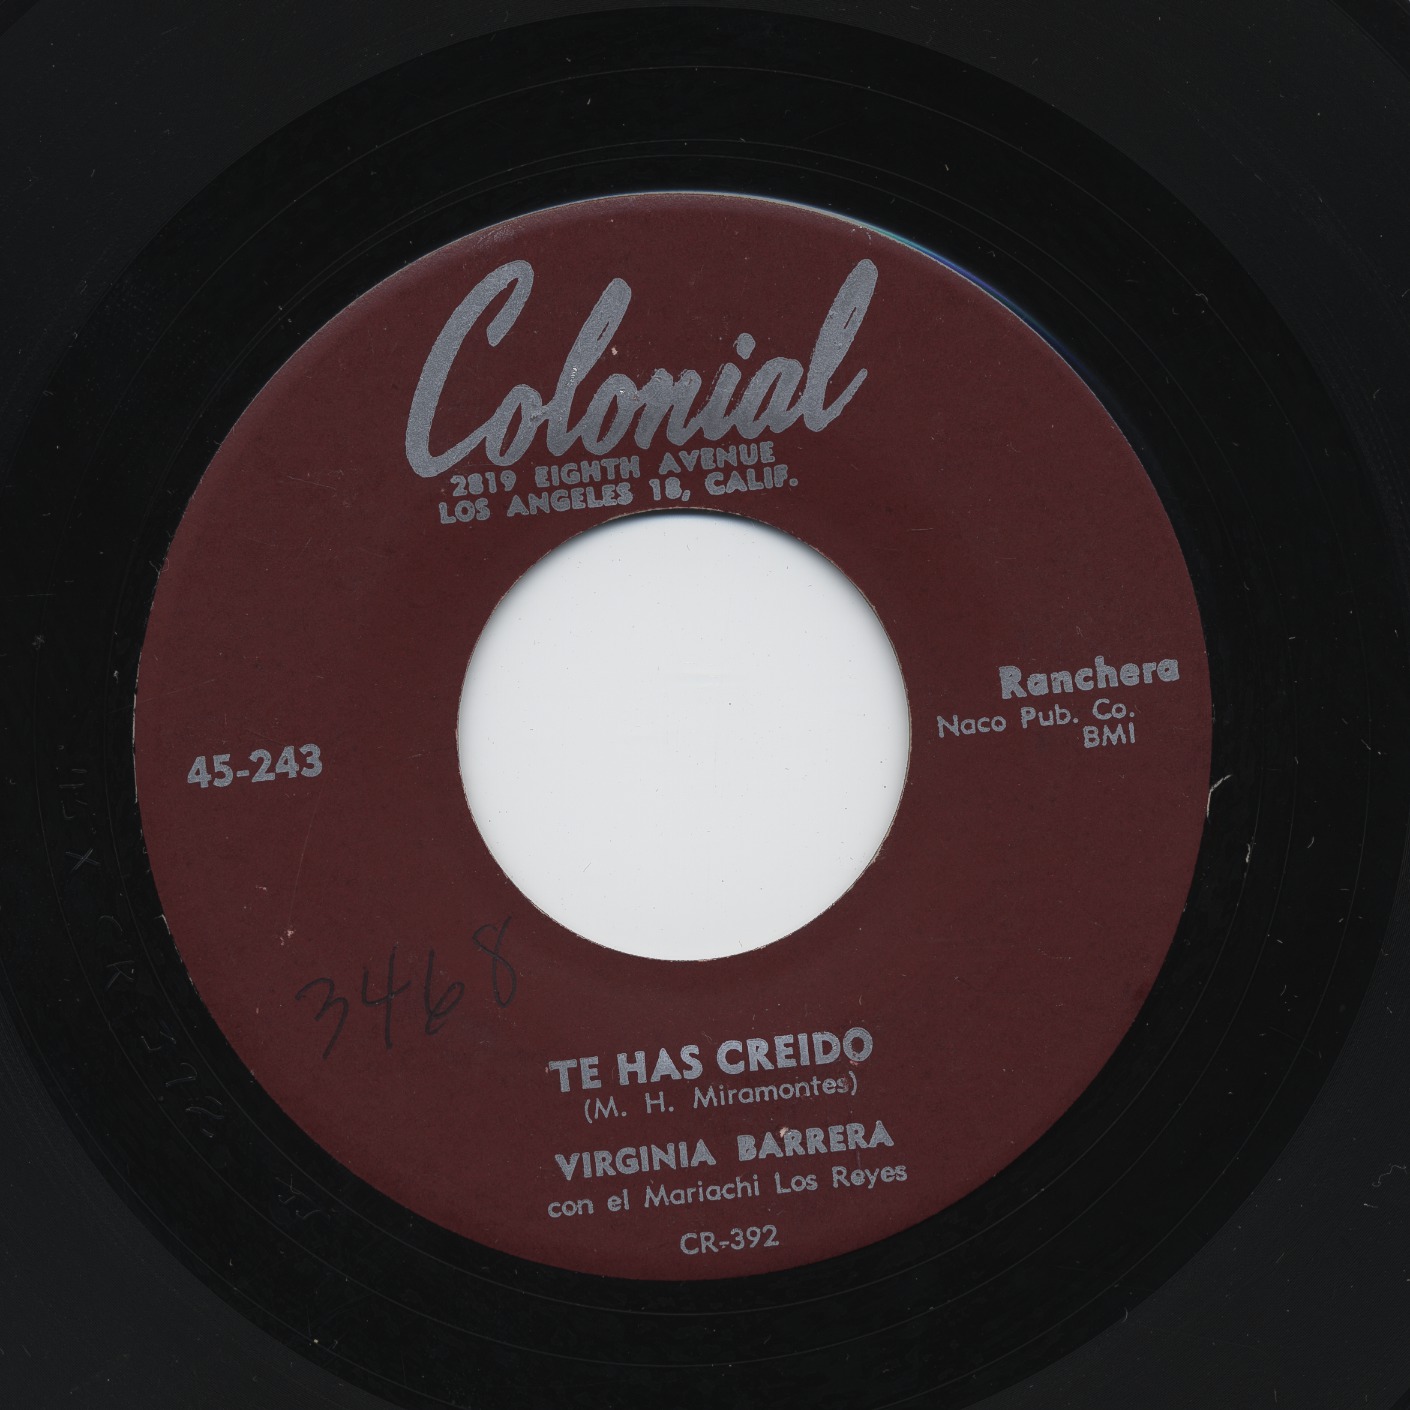 Colonial
2819 EIGHTH AVENUE
LOS ANGELES 18, CALIF.
Ranchera
Naco Pub. Co.
BMI
45-243
3468
TE HAS CREIDO
(M. H. Miramontes)
VIRGINIA BARRERA
con el Mariachi Los Reyes
CR-392